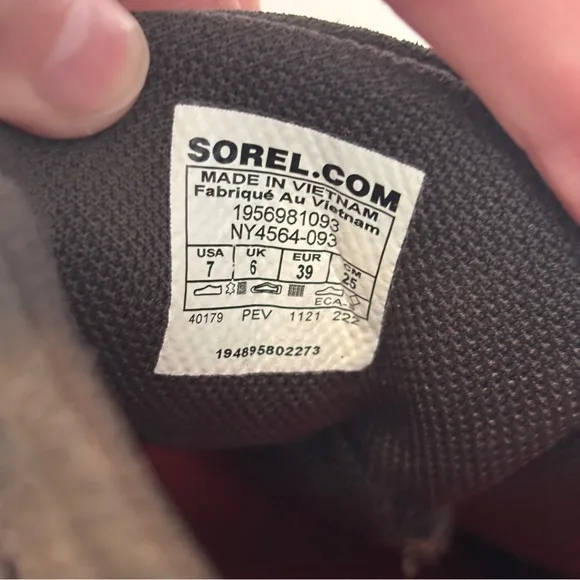 SOREL.COM
MADE IN VIETNAM
Fabriqué Au Vietnam
1956981093
NY4564-093
USA UK EUR CM
7 6 39 25
ECA-
40179 PEV 1121 222
194895802273